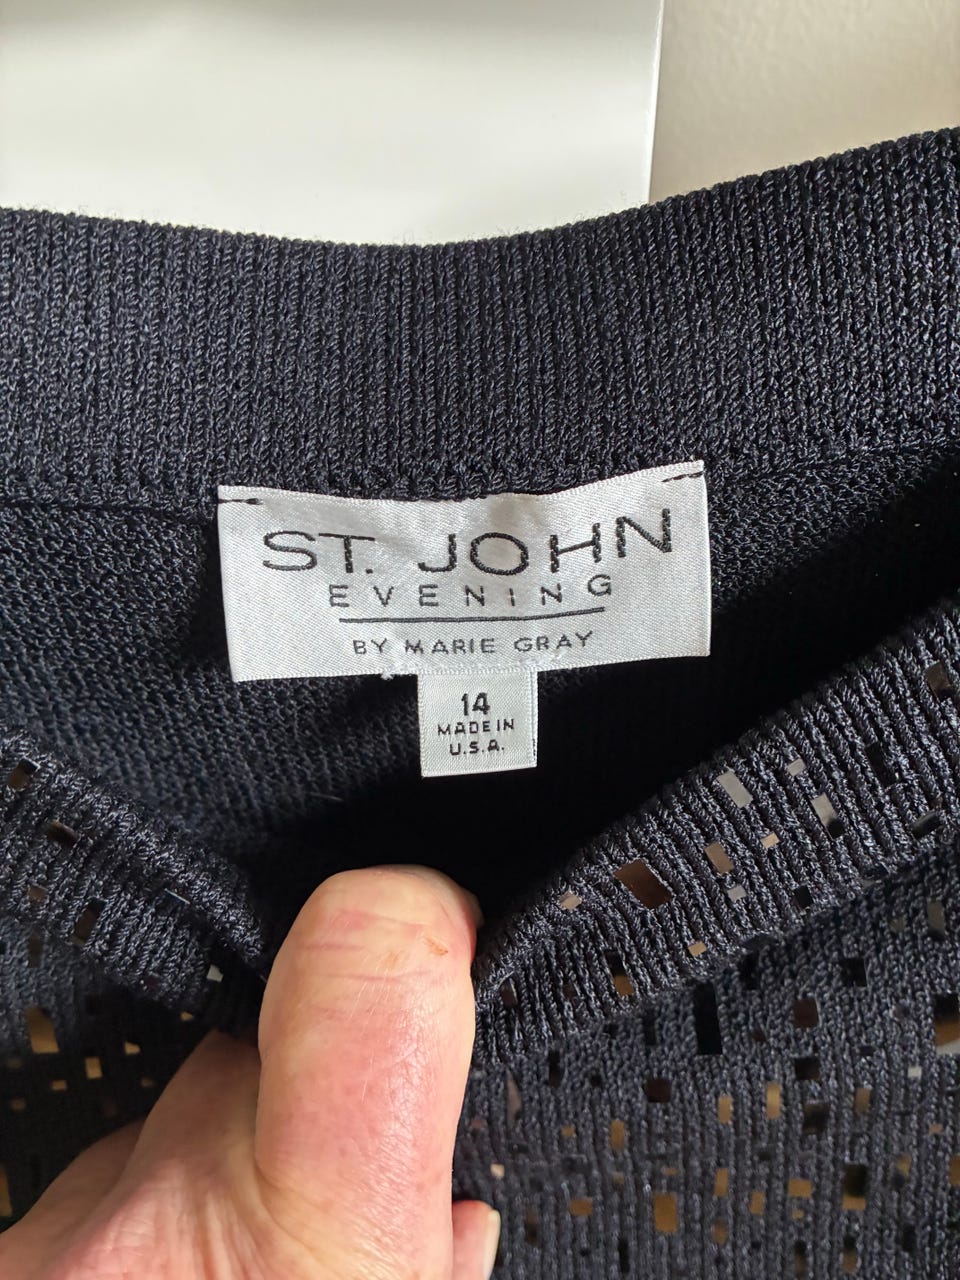 ST. JOHN
EVENING
BY MARIE GRAY
14
MADE IN
U.S.A.